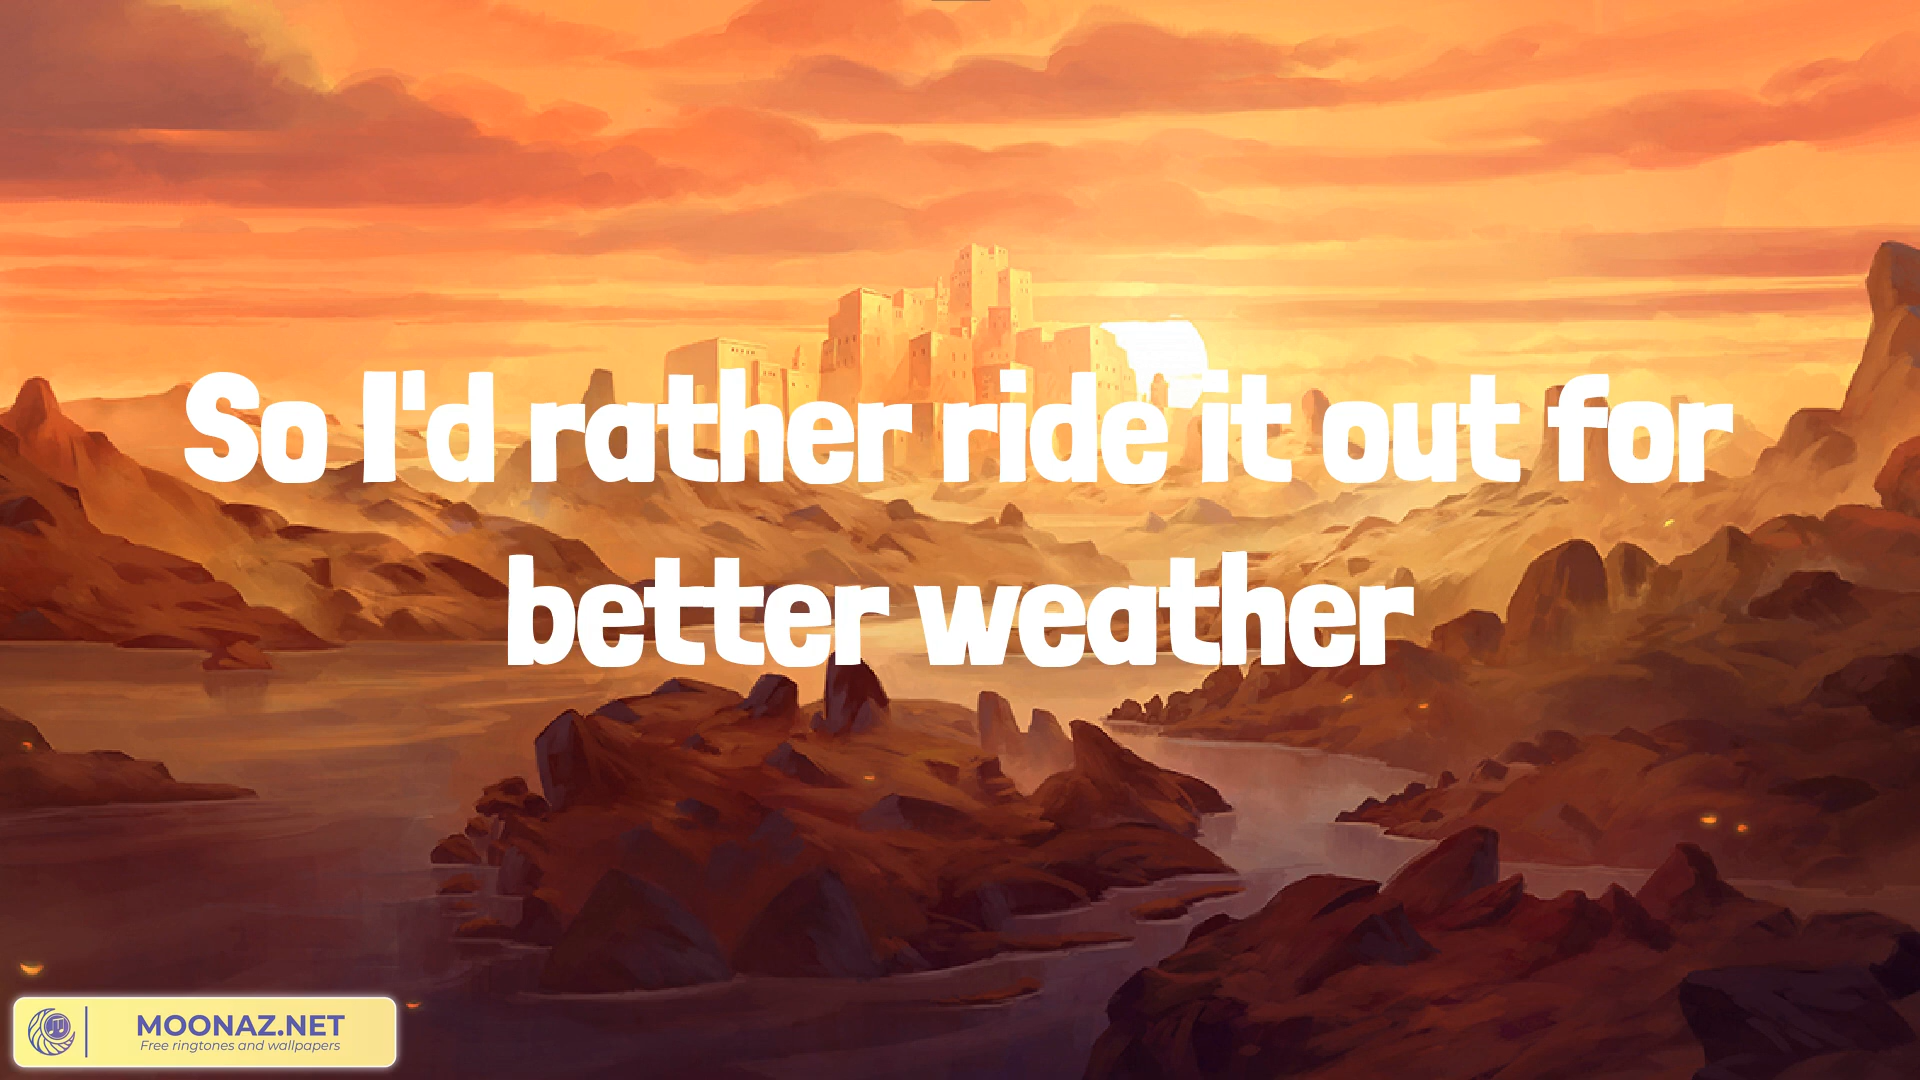 So I'd rather ride it out for
better weather
MOONAZ.NET
Free ringtones and wallpapers